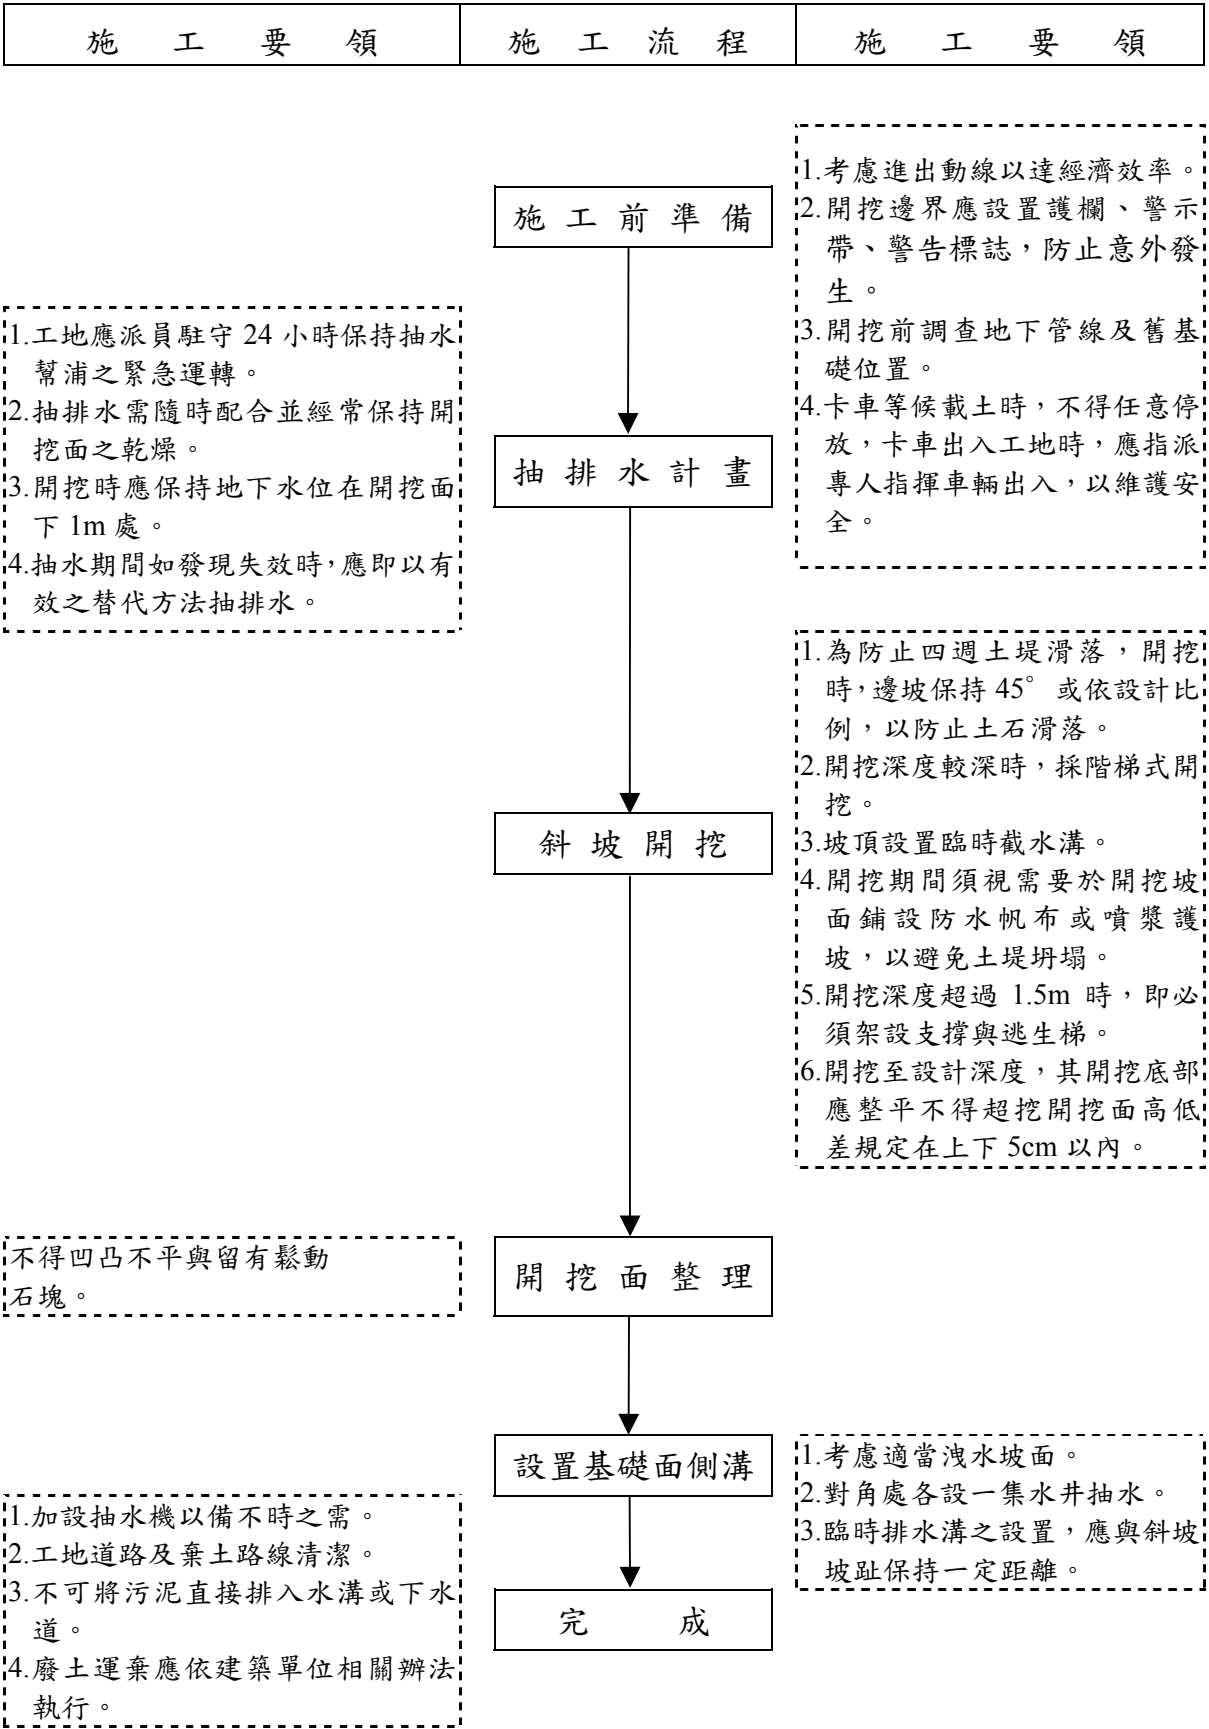 施工要領 施工流程 施工要領
1.考慮進出動線以達經濟效率。
2.開挖邊界應設置護欄、警示
帶、警告標誌，防止意外發
生。
3.開挖前調查地下管線及舊基
礎位置。
4.卡車等候載土時，不得任意停
放，卡車出入工地時，應指派
專人指揮車輛出入，以維護安
全。
施工前準備
1.工地應派員駐守 24 小時保持抽水
幫浦之緊急運轉。
2.抽排水需隨時配合並經常保持開
挖面之乾燥。
3.開挖時應保持地下水位在開挖面
下 1m 處。
4.抽水期間如發現失效時，應即以有
效之替代方法抽排水。
抽排水計畫
1.為防止四週土堤滑落，開挖
時，邊坡保持 45° 或依設計比
例，以防止土石滑落。
2.開挖深度較深時，採階梯式開
挖。
3.坡頂設置臨時截水溝。
4.開挖期間須視需要於開挖坡
面鋪設防水帆布或噴漿護
坡，以避免土堤坍塌。
5.開挖深度超過 1.5m 時，即必
須架設支撐與逃生梯。
6.開挖至設計深度，其開挖底部
應整平不得超挖開挖面高低
差規定在上下 5cm 以內。
斜坡開挖
不得凹凸不平與留有鬆動
石塊。
開挖面整理
設置基礎面側溝
1.考慮適當洩水坡面。
2.對角處各設一集水井抽水。
3.臨時排水溝之設置，應與斜坡
坡趾保持一定距離。
1.加設抽水機以備不時之需。
2.工地道路及棄土路線清潔。
3.不可將污泥直接排入水溝或下水
道。
4.廢土運棄應依建築單位相關辦法
執行。
完成